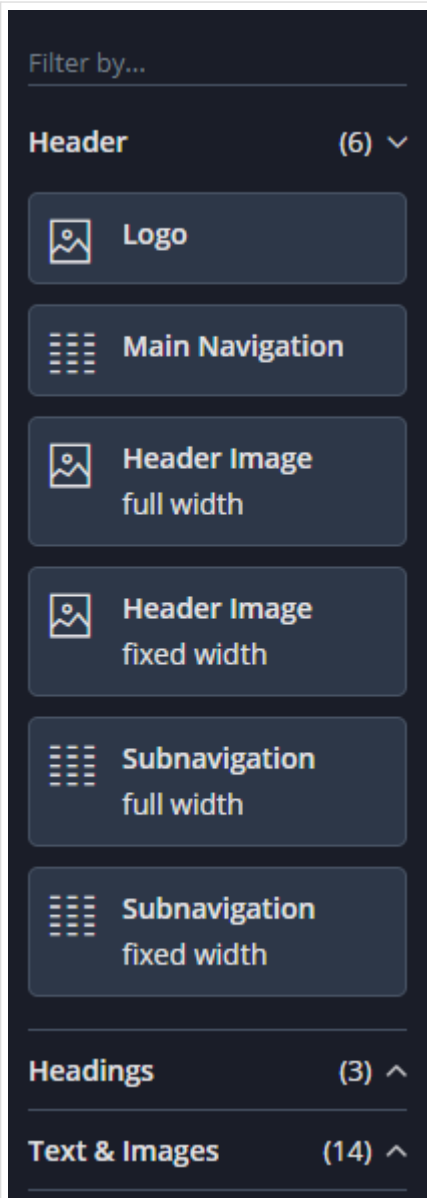 Filter by...
Header (6)
Logo
Main Navigation
Header Image
full width
Header Image
fixed width
Subnavigation
full width
Subnavigation
fixed width
Headings (3)
Text & Images (14)